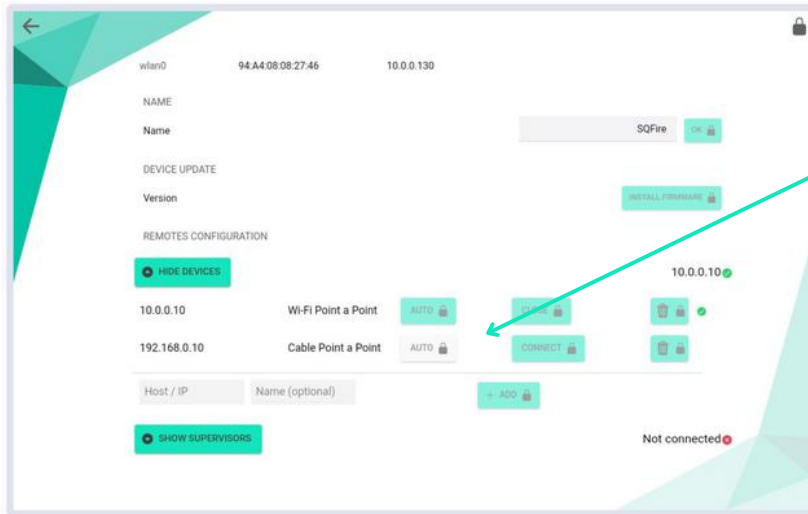 wlan0 94:A4:08:08:27:46 10.0.0.130
NAME
Name SQFire OK
DEVICE UPDATE
Version INSTALL FIRMWARE
REMOTES CONFIGURATION
HIDE DEVICES 10.0.0.10
10.0.0.10 Wi-Fi Point a Point AUTO CLOSE
192.168.0.10 Cable Point a Point AUTO CONNECT
Host / IP Name (optional) + ADD
SHOW SUPERVISORS Not connected